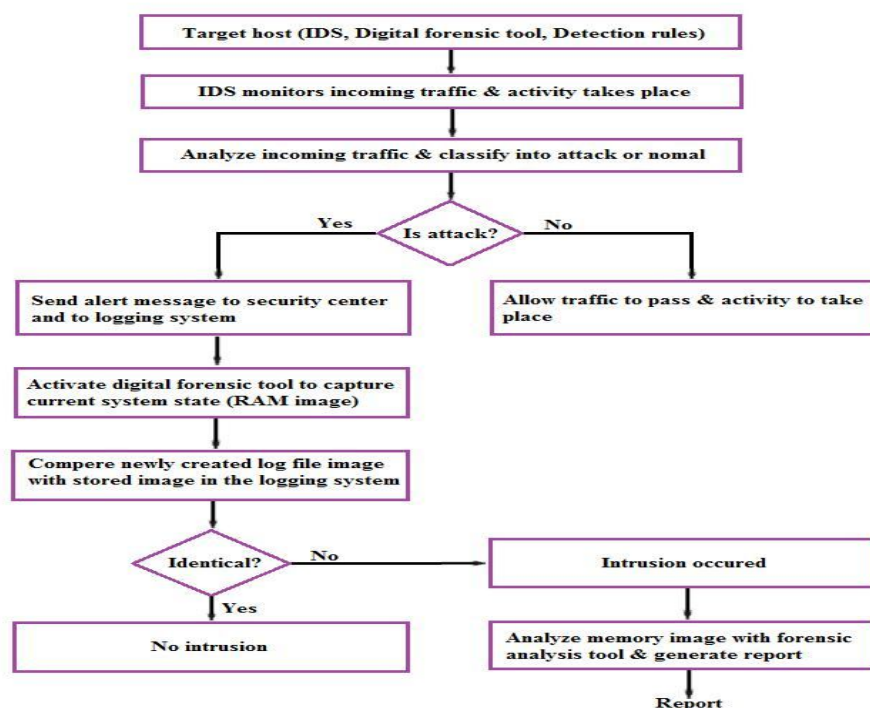 Target host (IDS, Digital forensic tool, Detection rules)
IDS monitors incoming traffic & activity takes place
Analyze incoming traffic & classify into attack or nomal
Yes
Is attack?
No
Send alert message to security center
and to logging system
Allow traffic to pass & activity to take
place
Activate digital forensic tool to capture
current system state (RAM image)
Compere newly created log file image
with stored image in the logging system
Identical?
No
Intrusion occured
Yes
No intrusion
Analyze memory image with forensic
analysis tool & generate report
Report